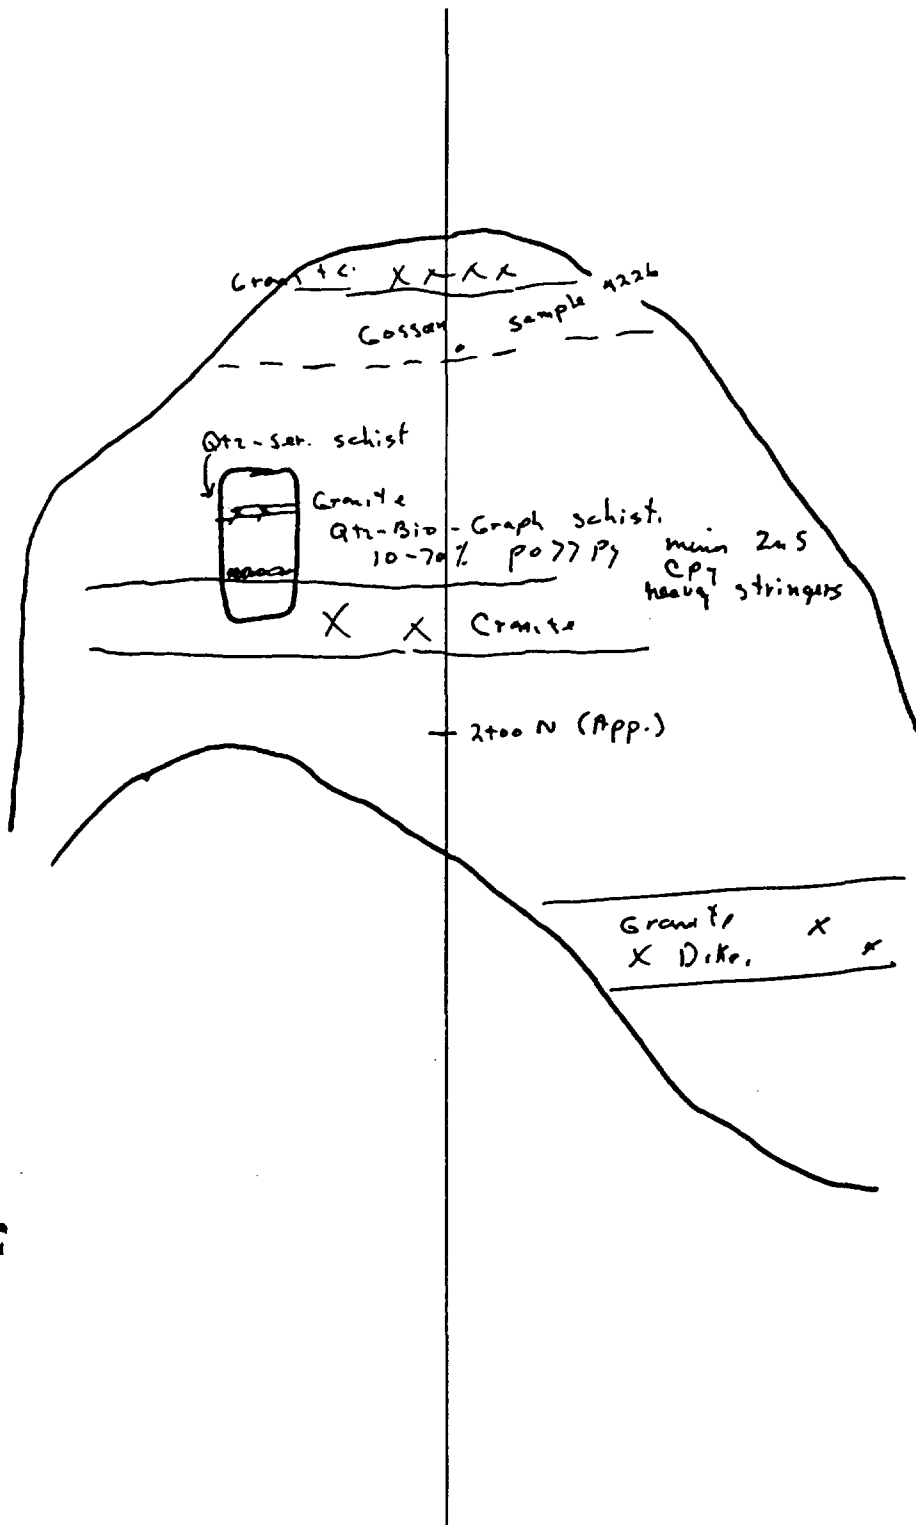 Granite X X X X
Gossan
Sample 4226
Qtz-Ser. schist
Granite
Qtz-Bio-Graph schist.
10-70% po>>Py
minor ZnS
Cpy
heavy stringers
X X Granite
2+00 N (App.)
Granite X
X Dike. X